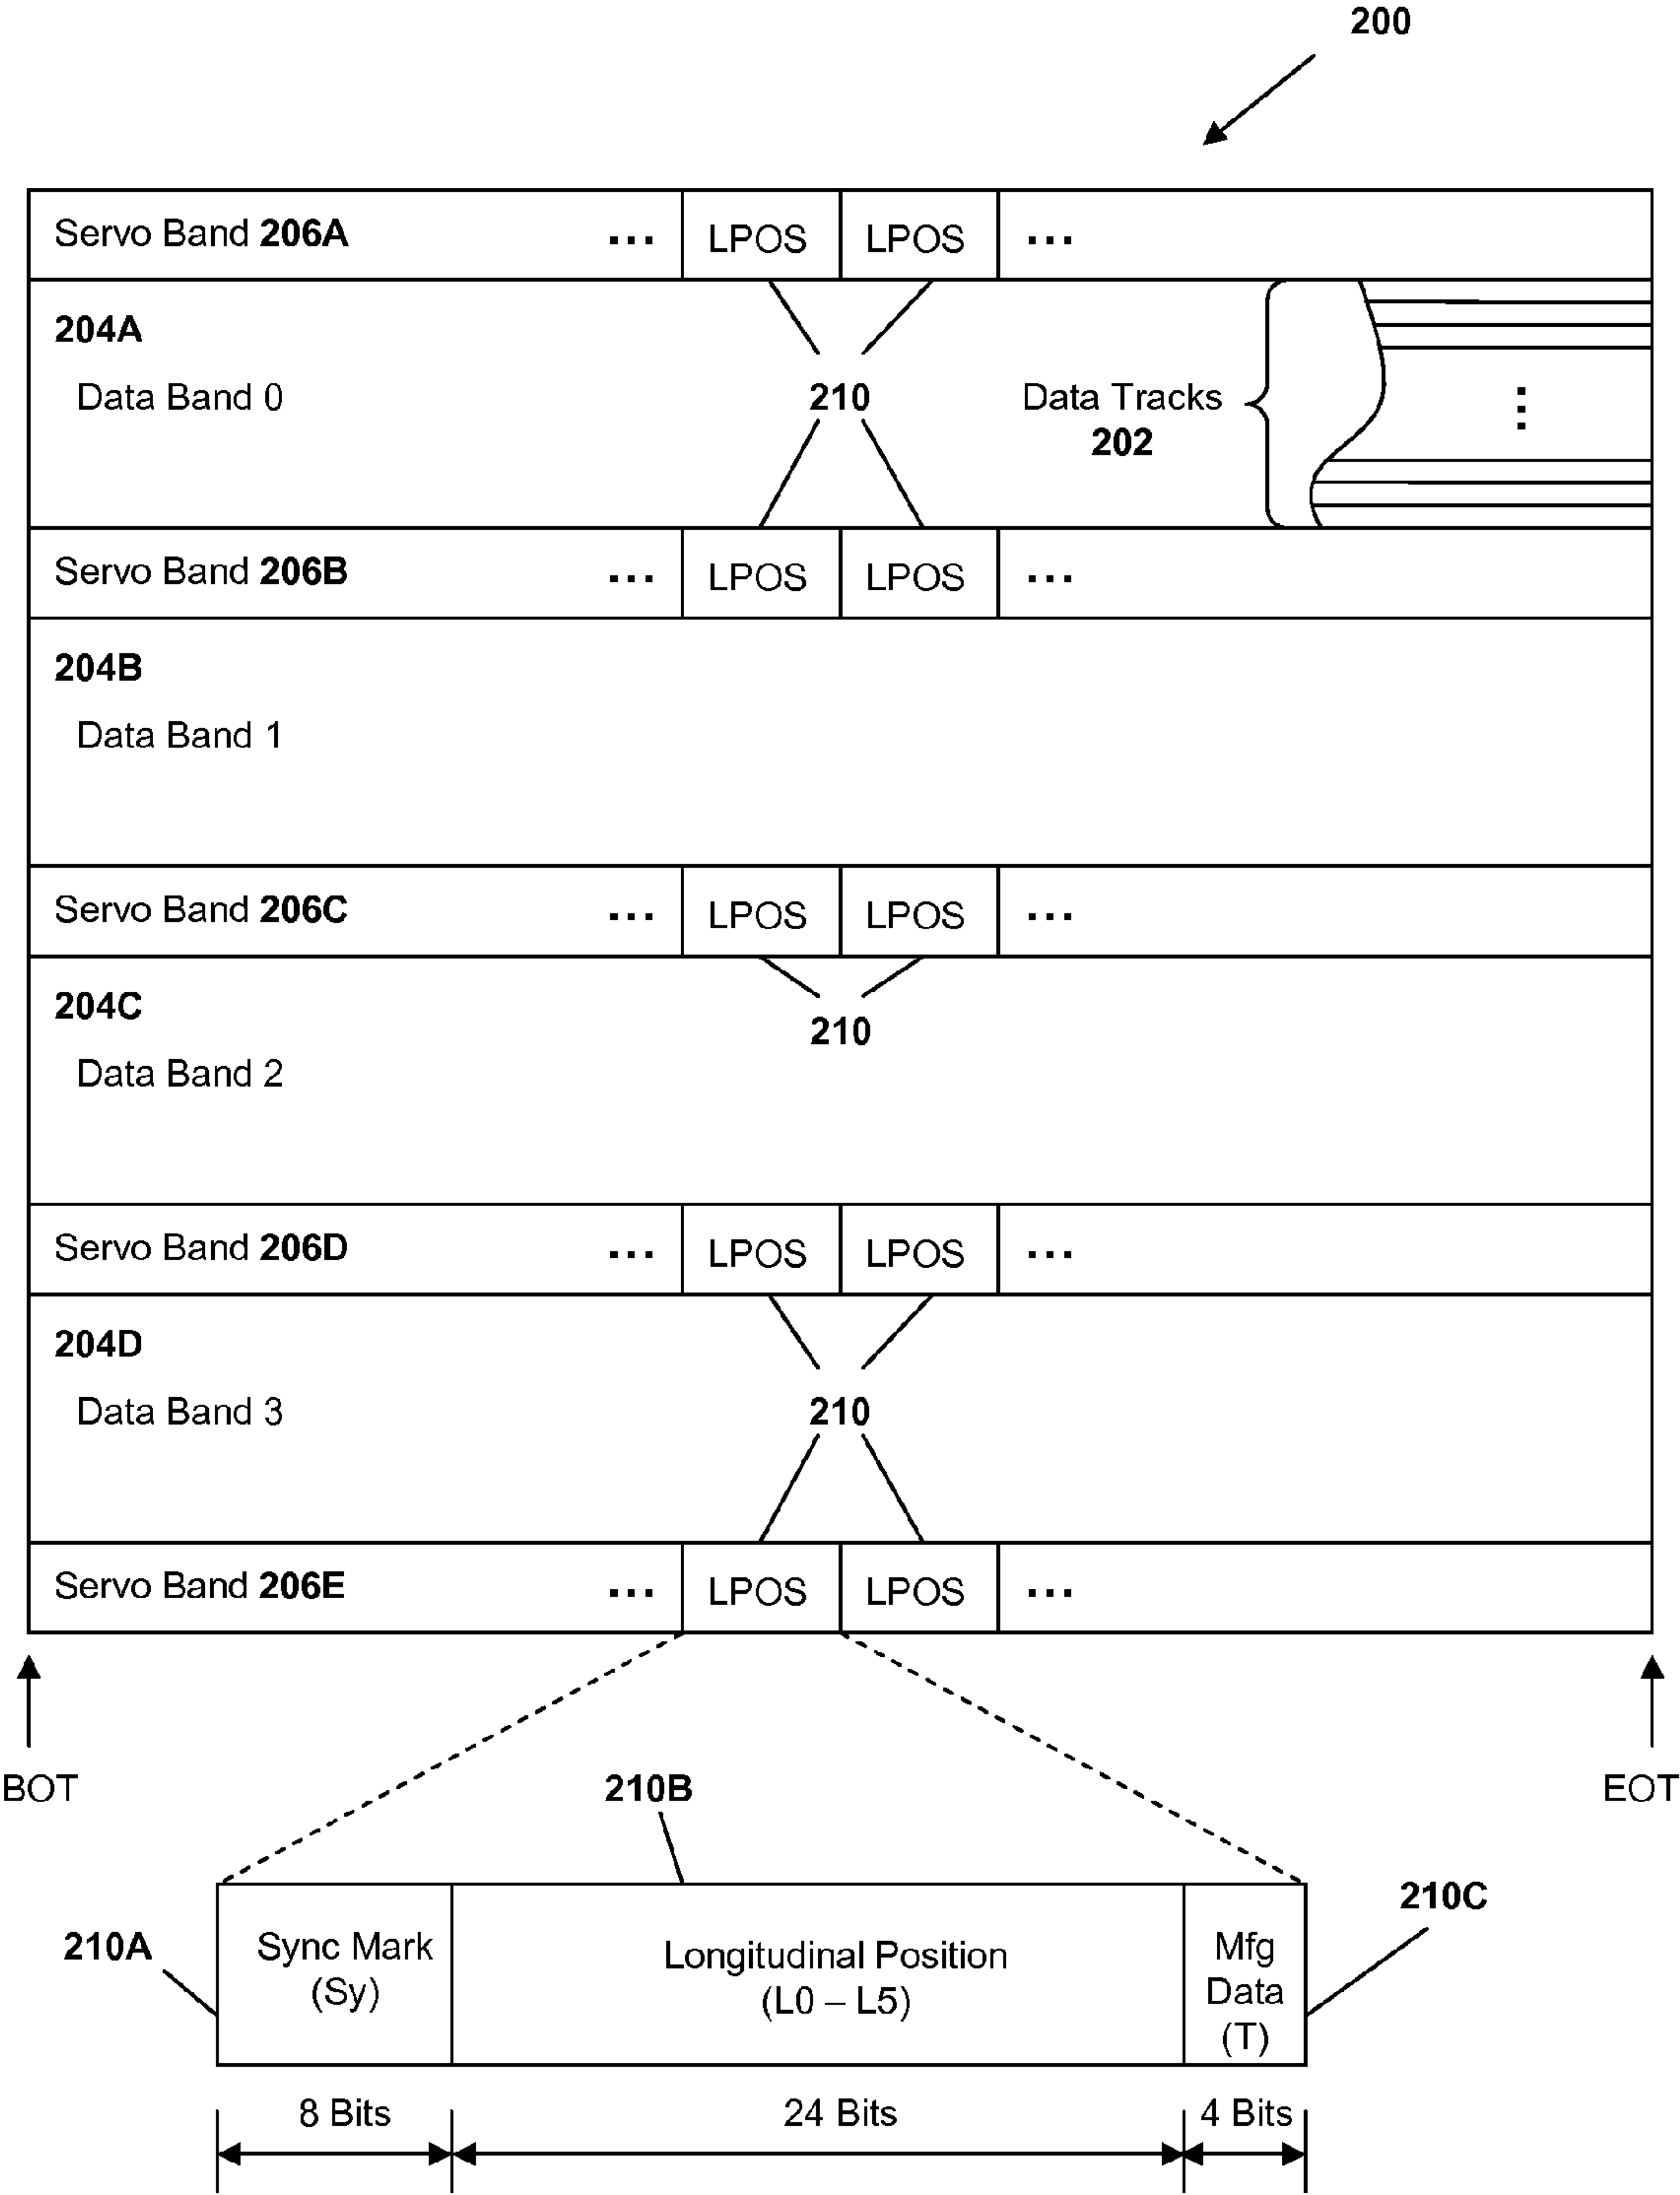 200
Servo Band 206A ... LPOS LPOS ...
204A
Data Band 0
210
Data Tracks
202
Servo Band 206B ... LPOS LPOS ...
204B
Data Band 1
Servo Band 206C ... LPOS LPOS ...
204C
210
Data Band 2
Servo Band 206D ... LPOS LPOS ...
204D
Data Band 3
210
Servo Band 206E ... LPOS LPOS ...
BOT
EOT
210B
210A
210C
Sync Mark
(Sy)
Longitudinal Position
(L0 – L5)
Mfg
Data
(T)
8 Bits
24 Bits
4 Bits